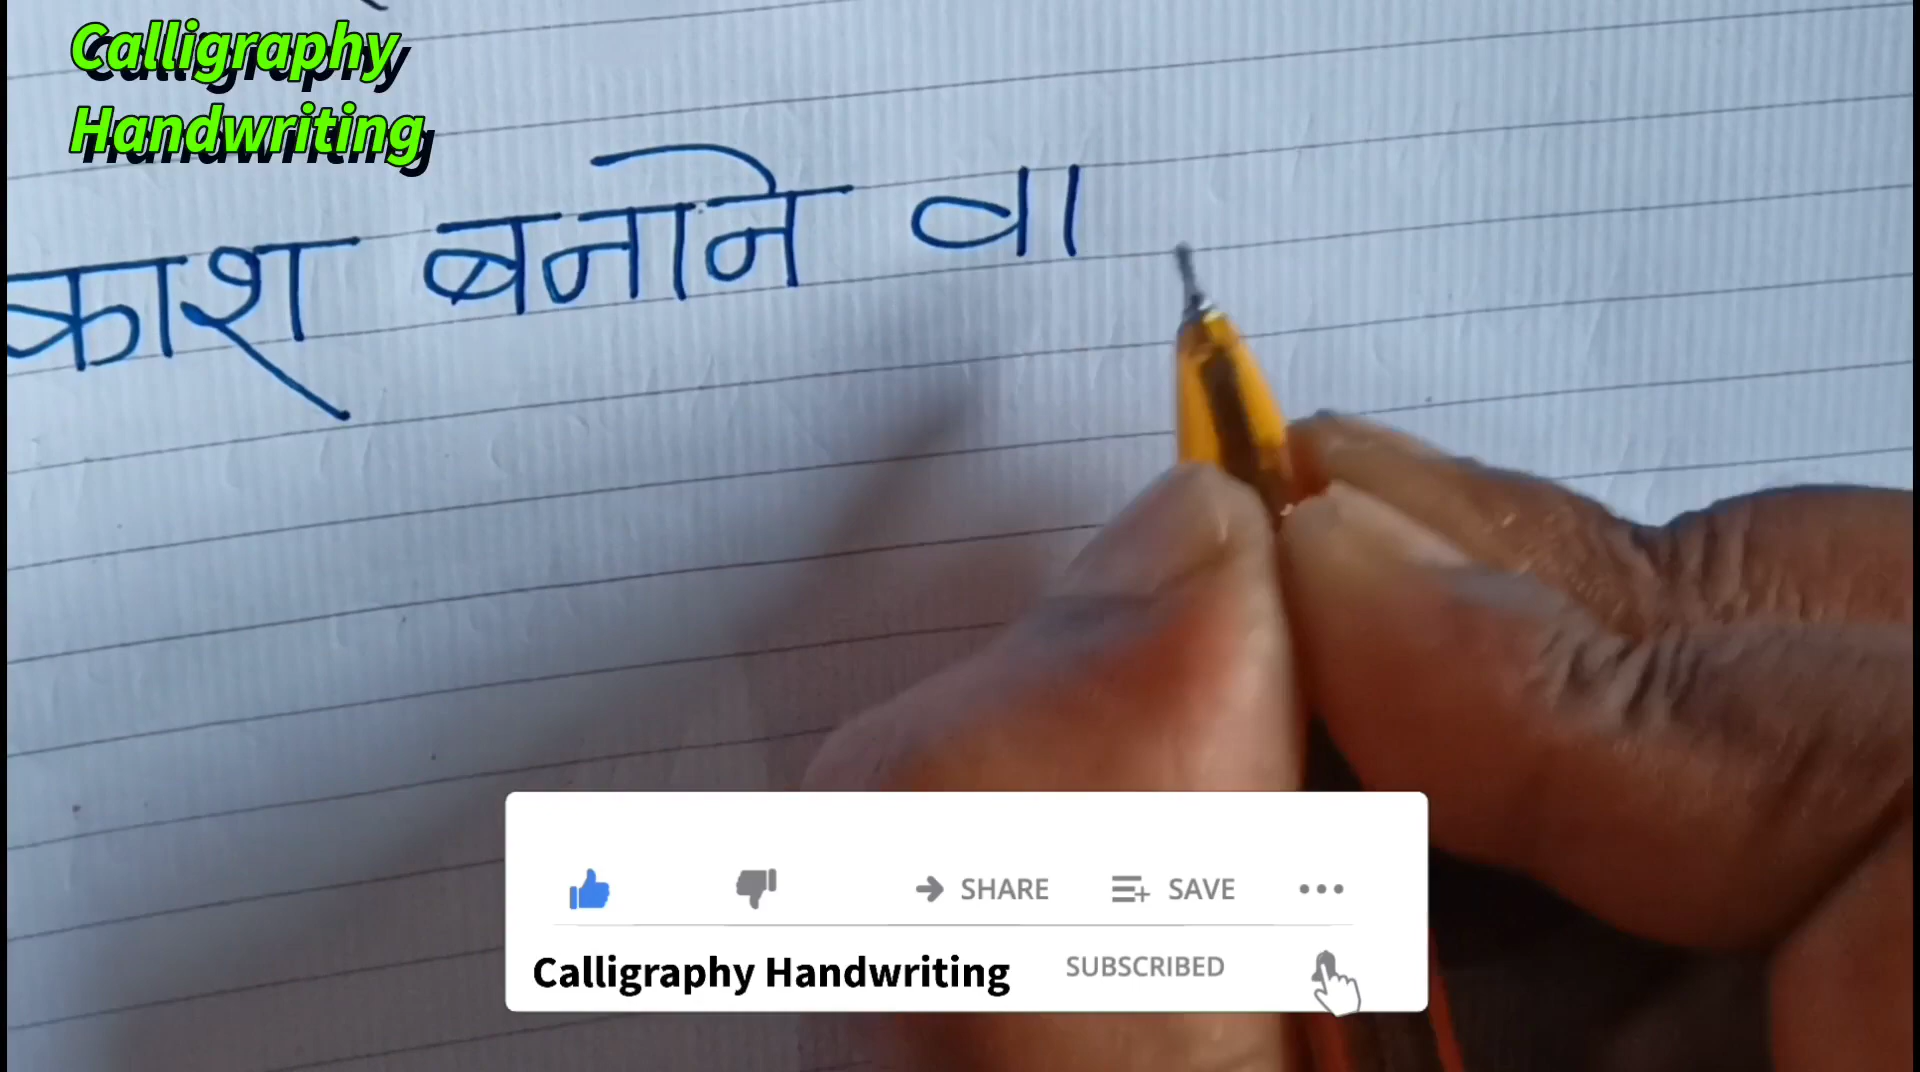 Calligraphy
Handwriting
काश बनाने वा
SHARE SAVE
Calligraphy Handwriting SUBSCRIBED